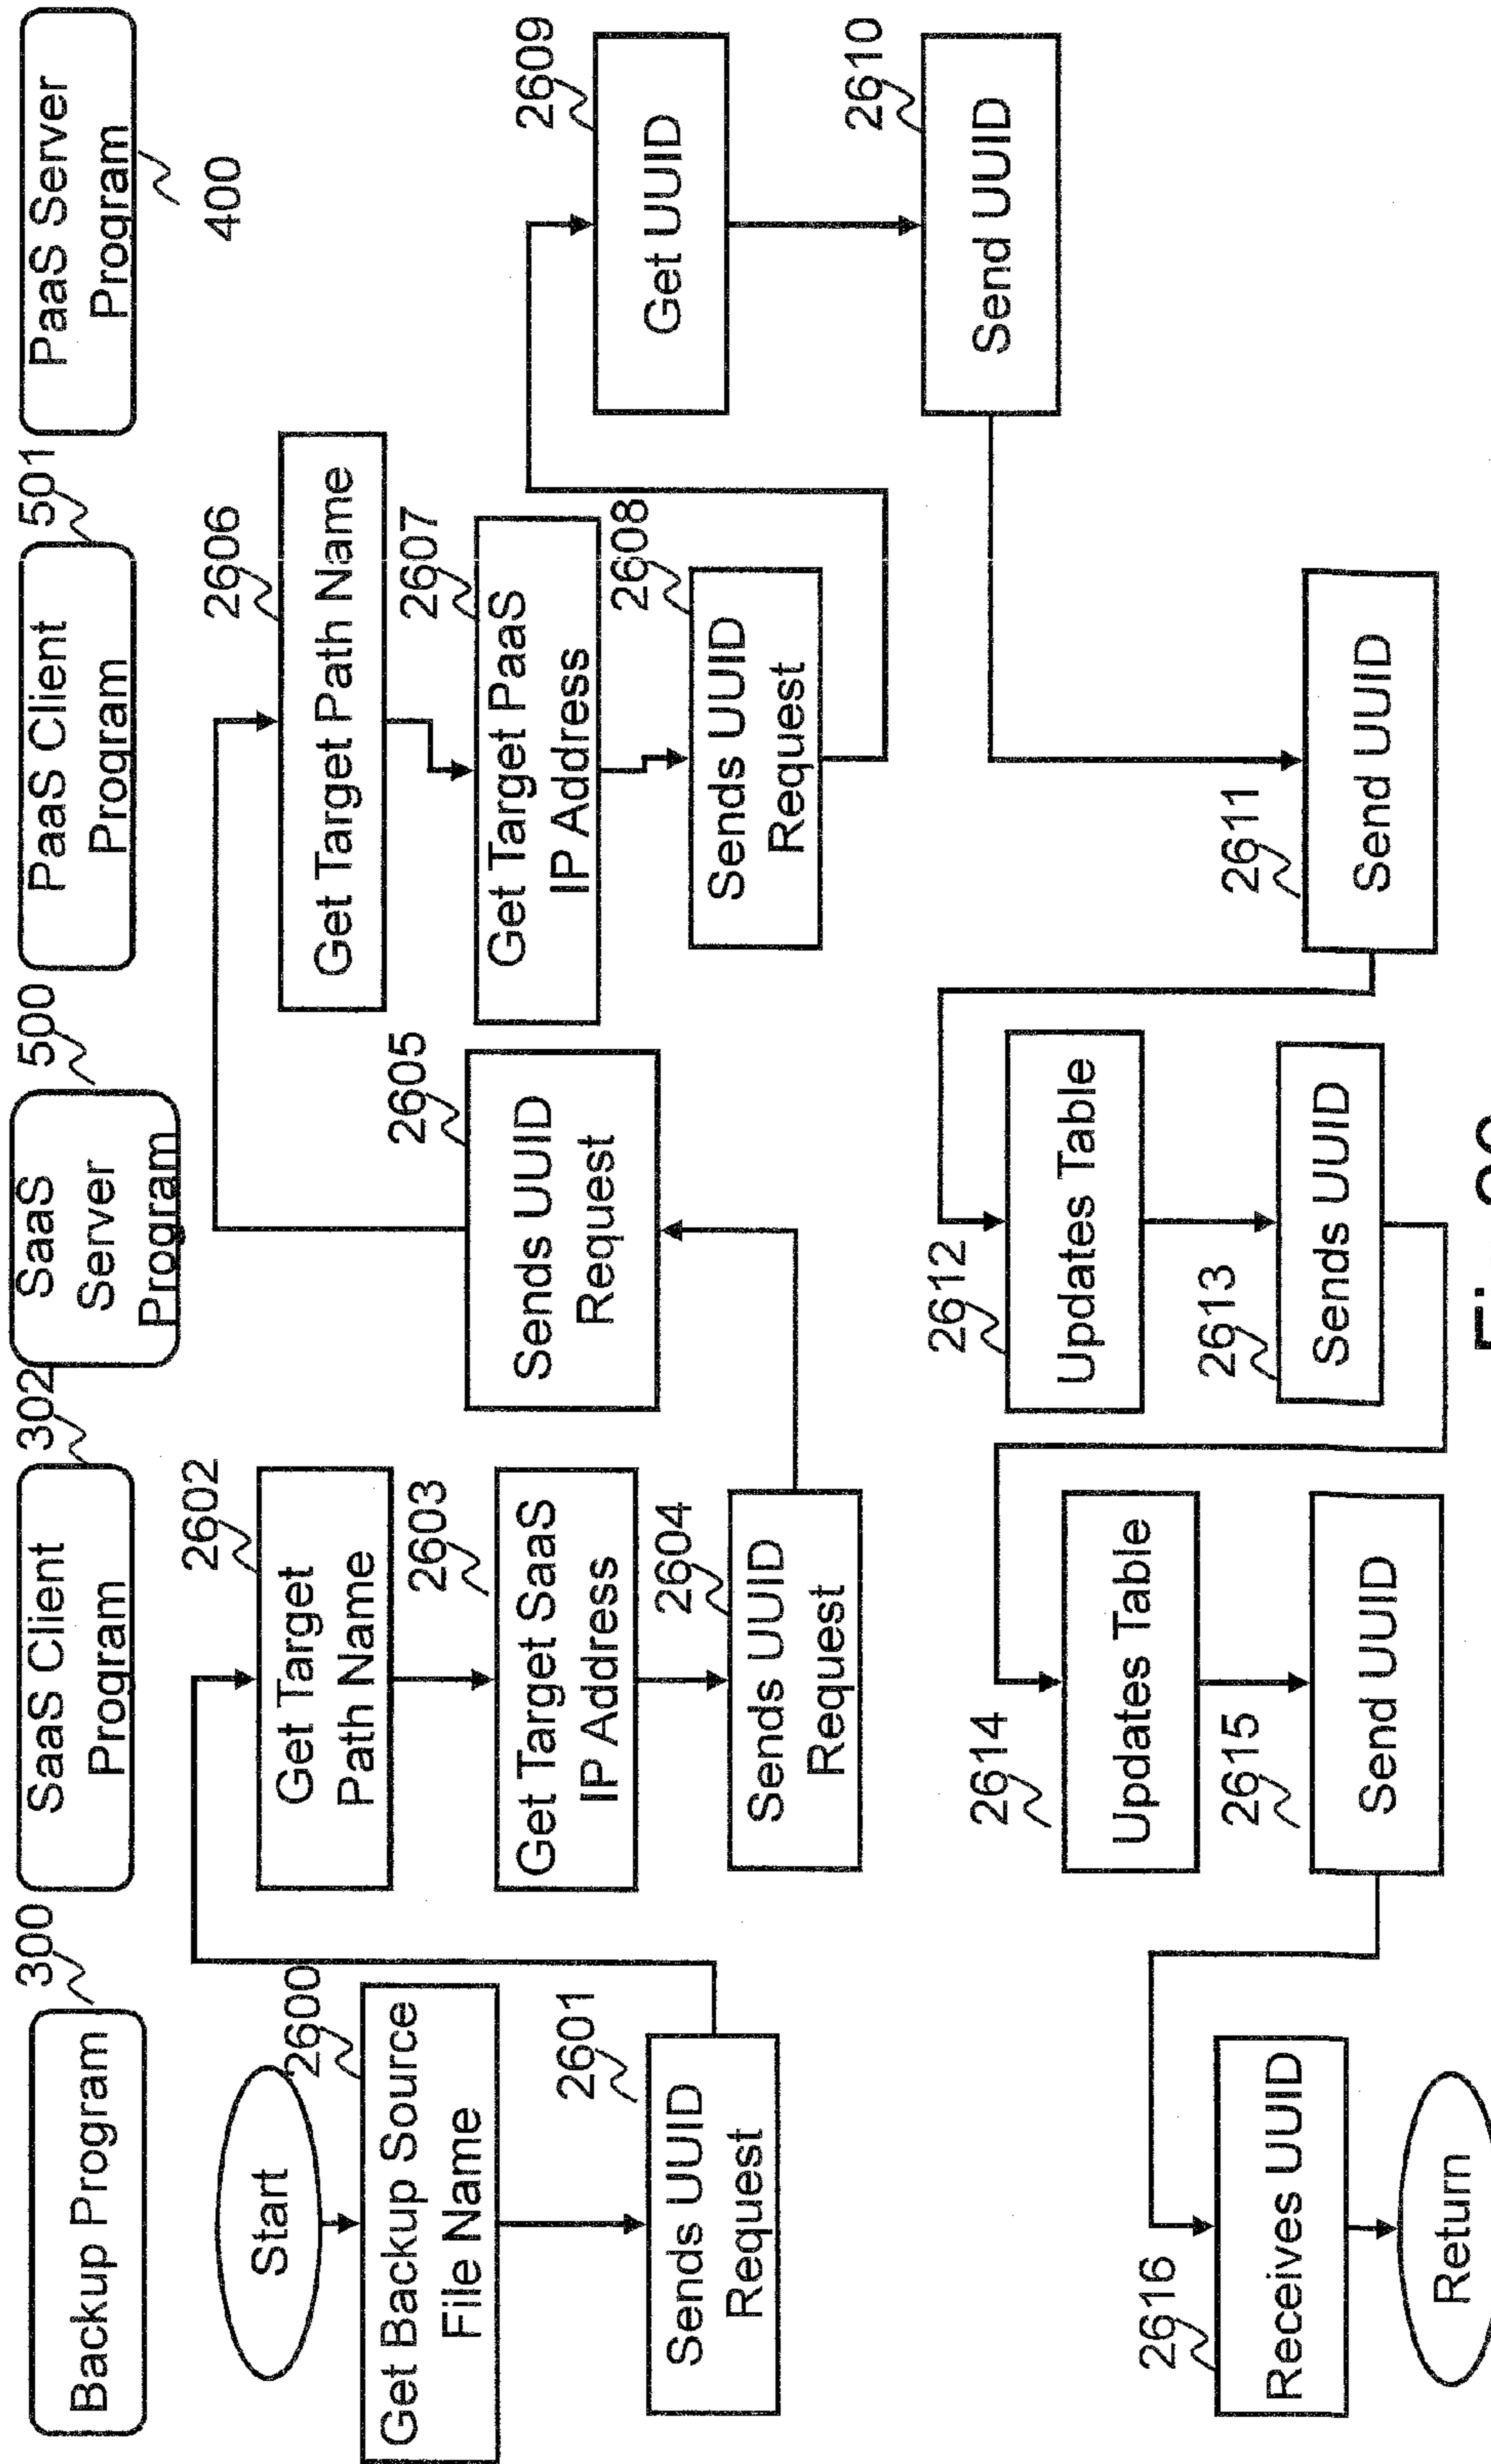 Backup Program
300
SaaS Client
Program
302
SaaS
Server
Program
500
PaaS Client
Program
501
PaaS Server
Program
400
Start
2600
Get Backup Source
File Name
2601
Sends UUID
Request
2602
Get Target
Path Name
2603
Get Target SaaS
IP Address
2604
Sends UUID
Request
2605
Sends UUID
Request
2606
Get Target Path Name
2607
Get Target PaaS
IP Address
2608
Sends UUID
Request
2609
Get UUID
2610
Send UUID
2611
Send UUID
2612
Updates Table
2613
Sends UUID
2614
Updates Table
2615
Send UUID
2616
Receives UUID
Return